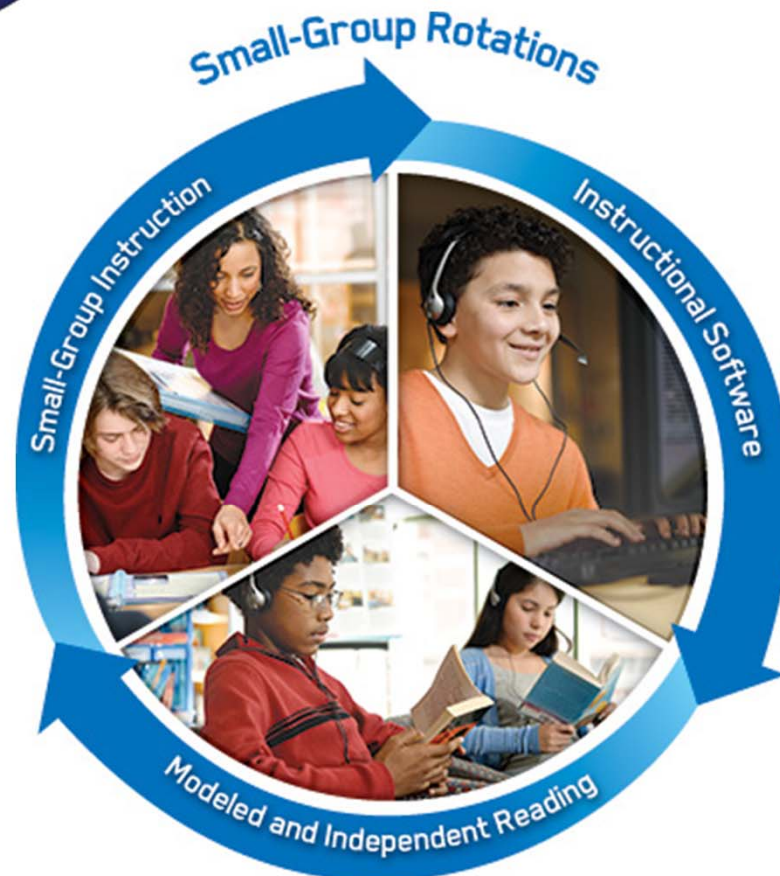 Small-Group Rotations
Small-Group Instruction
Instructional Software
Modeled and Independent Reading